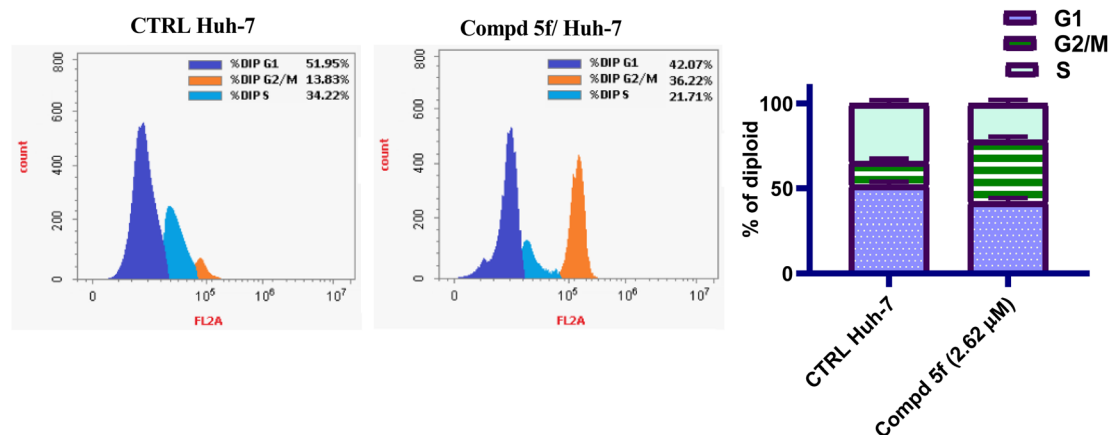 CTRL Huh-7
%DIP G1 51.95%
%DIP G2/M 13.83%
%DIP S 34.22%
count
800
600
400
200
0
0 10^5 10^6 10^7
FL2A
Compd 5f/ Huh-7
%DIP G1 42.07%
%DIP G2/M 36.22%
%DIP S 21.71%
count
800
600
400
200
0
0 10^5 10^6 10^7
FL2A
G1
G2/M
S
% of diploid
100
50
0
CTRL Huh-7
Compd 5f (2.62 µM)